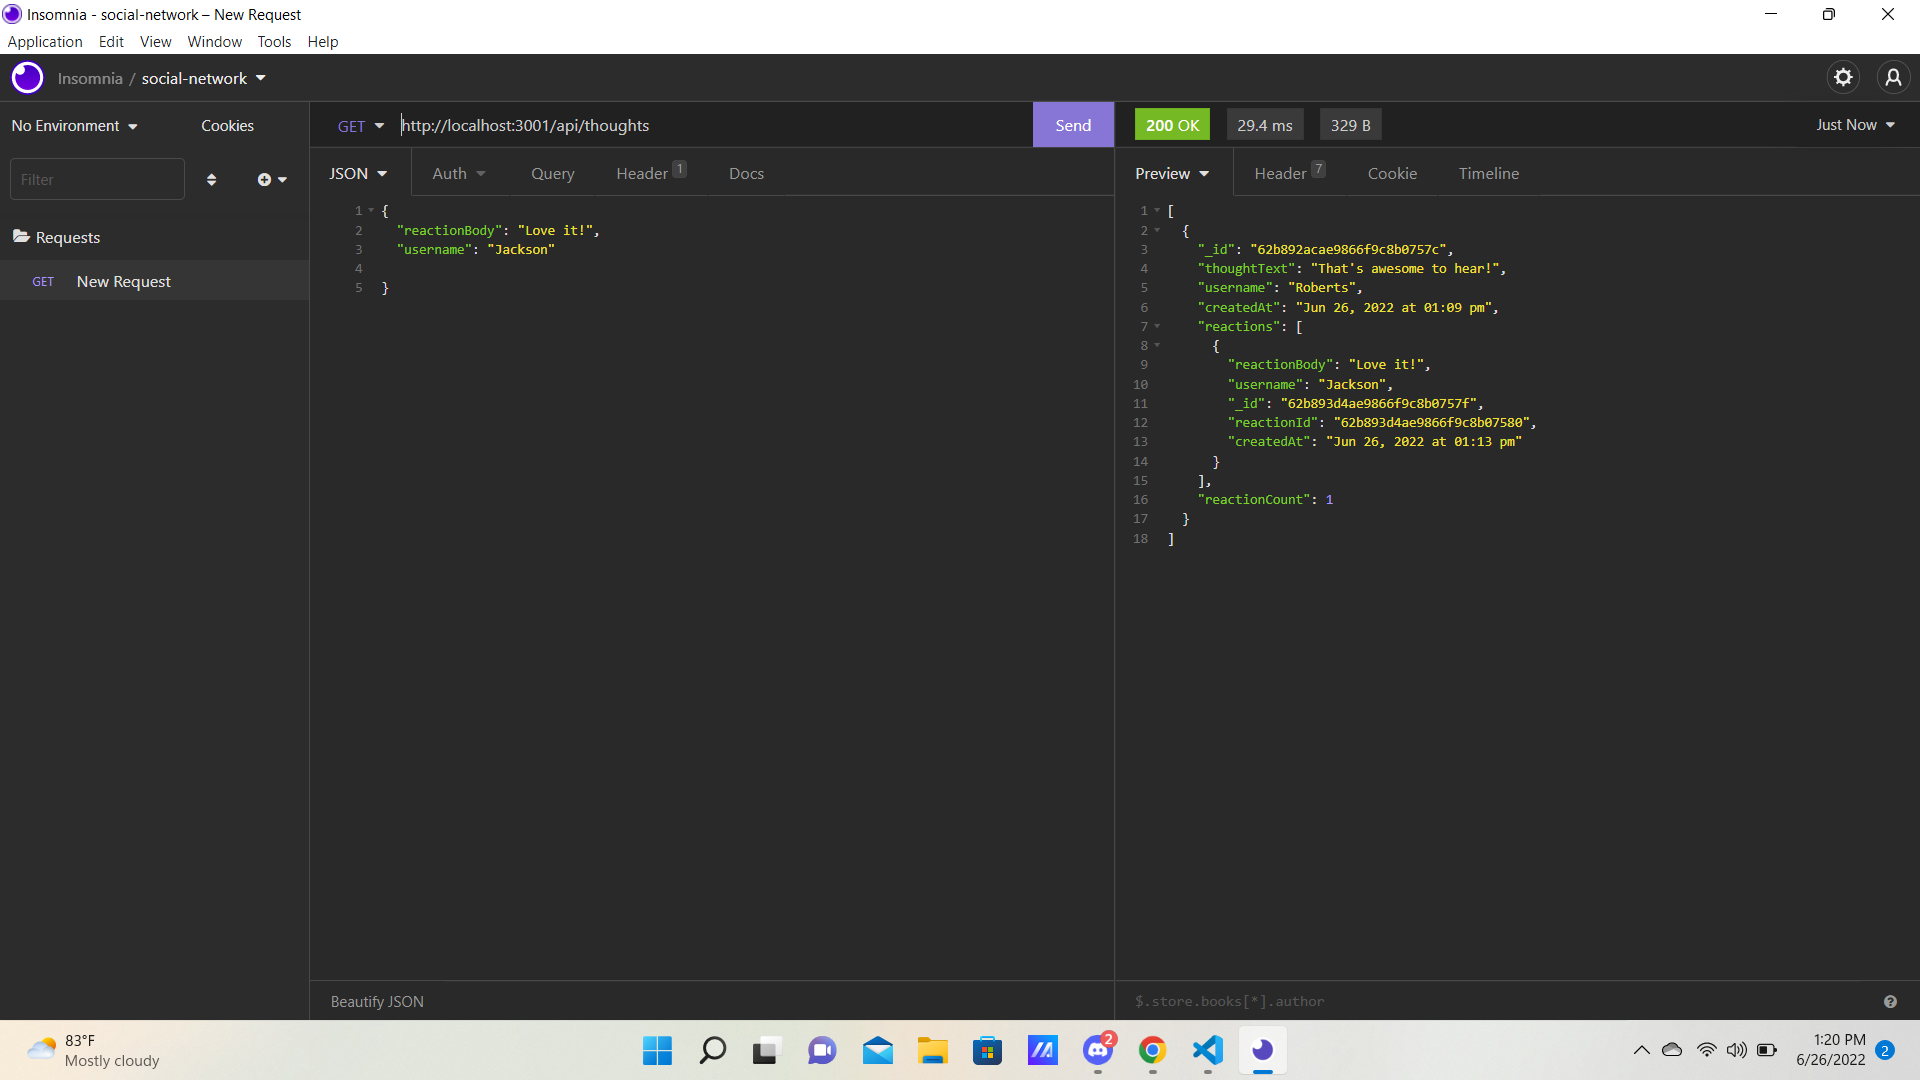 Insomnia - social-network – New Request
Application Edit View Window Tools Help
Insomnia / social-network
No Environment Cookies
GET http://localhost:3001/api/thoughts Send
200 OK 29.4 ms 329 B Just Now
Filter
JSON Auth Query Header 1 Docs
Preview Header 7 Cookie Timeline
Requests
GET New Request
1 {
2 "reactionBody": "Love it!",
3 "username": "Jackson"
4
5 }
1 [
2 {
3 "_id": "62b892acae9866f9c8b0757c",
4 "thoughtText": "That's awesome to hear!",
5 "username": "Roberts",
6 "createdAt": "Jun 26, 2022 at 01:09 pm",
7 "reactions": [
8 {
9 "reactionBody": "Love it!",
10 "username": "Jackson",
11 "_id": "62b893d4ae9866f9c8b0757f",
12 "reactionId": "62b893d4ae9866f9c8b07580",
13 "createdAt": "Jun 26, 2022 at 01:13 pm"
14 }
15 ],
16 "reactionCount": 1
17 }
18 ]
Beautify JSON
$.store.books[*].author
83°F
Mostly cloudy
2
1:20 PM
6/26/2022
2